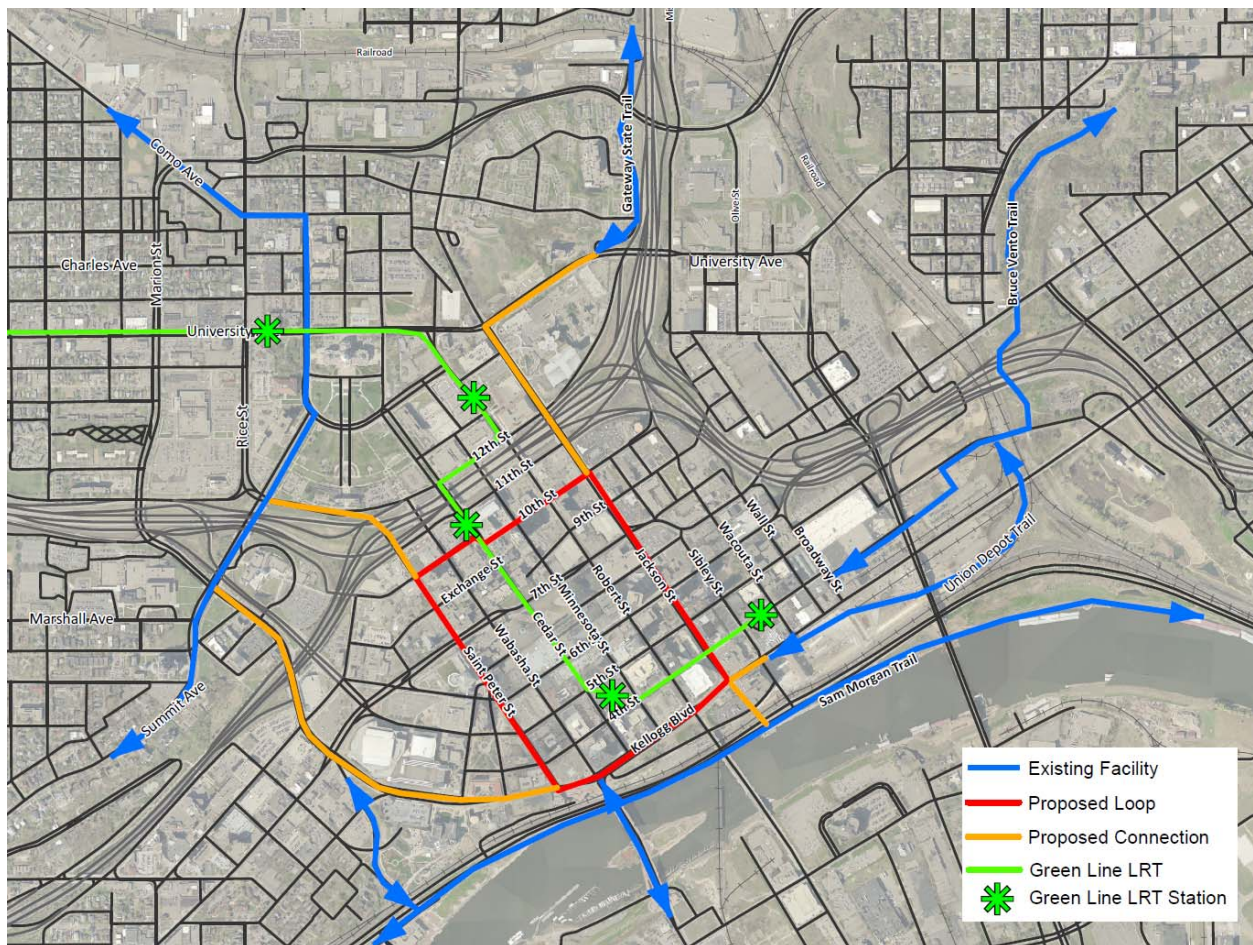 Railroad
Gateway State Trail
Como Ave
Railroad
Olive St
Bruce Vento Trail
Marion St
Charles Ave
University Ave
University
Rice St
12th St
11th St
10th St
9th St
Wall St
Wacouta St
Broadway St
Sibley St
Jackson St
Union Depot Trail
Exchange St
7th St
Robert St
Minnesota St
Marshall Ave
Cedar St
6th St
Wabasha St
Saint Peter St
5th St
4th St
Sam Morgan Trail
Summit Ave
Kellogg Blvd
Existing Facility
Proposed Loop
Proposed Connection
Green Line LRT
Green Line LRT Station